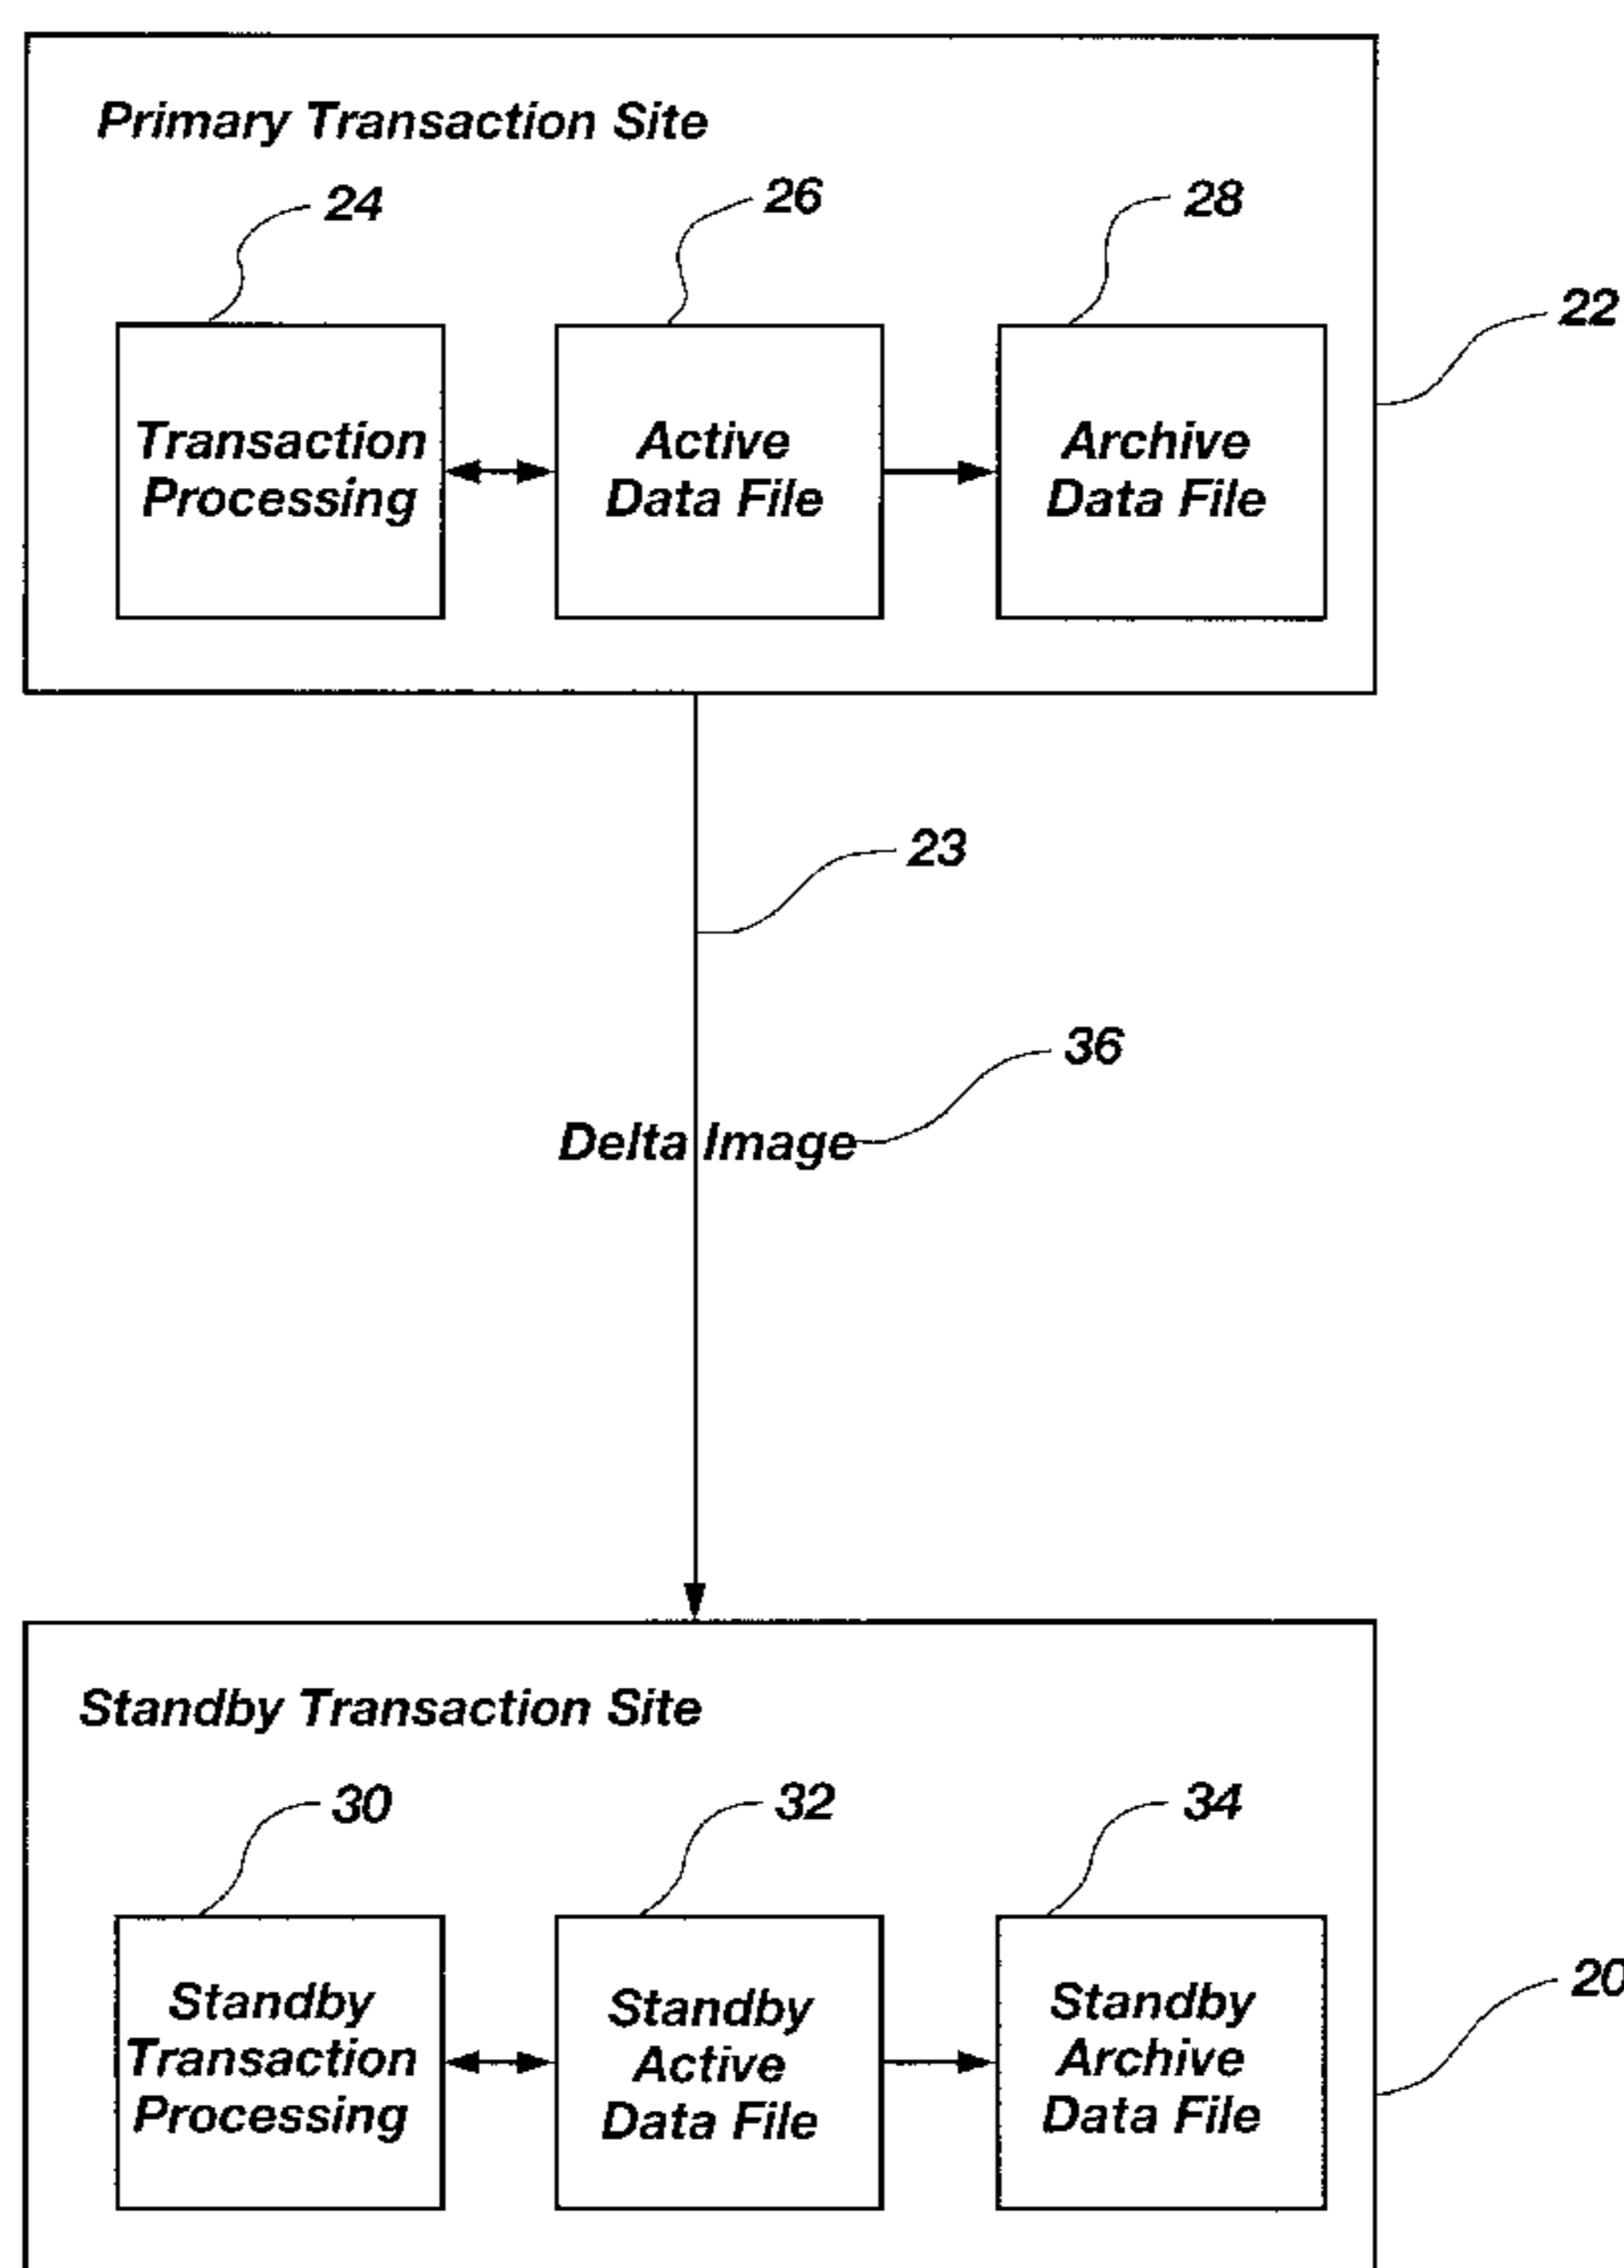 Primary Transaction Site
24
26
28
22
Transaction
Processing
Active
Data File
Archive
Data File
23
36
Delta Image
Standby Transaction Site
30
32
34
20
Standby
Transaction
Processing
Standby
Active
Data File
Standby
Archive
Data File